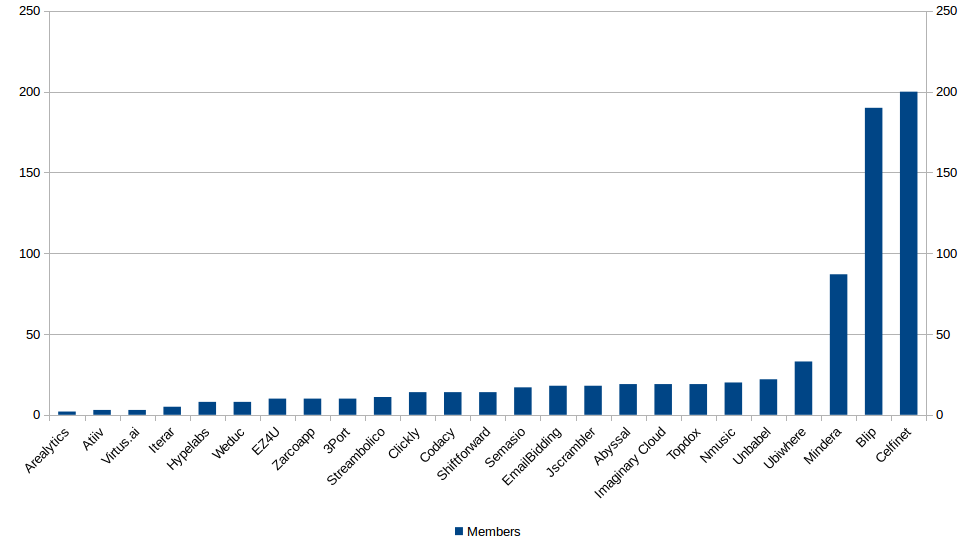 250 250
200 200
150 150
100 100
50 50
0 0
Arealytics
Atiiv
Virtus.ai
Iterar
Hypelabs
Weduc
EZ4U
Zarcoapp
3Port
Streambolico
Clickly
Codacy
Shiftforward
Semasio
EmailBidding
Jscrambler
Abyssal
Imaginary Cloud
Topdox
Nmusic
Unbabel
Ubiwhere
Mindera
Blip
Celfinet
Members